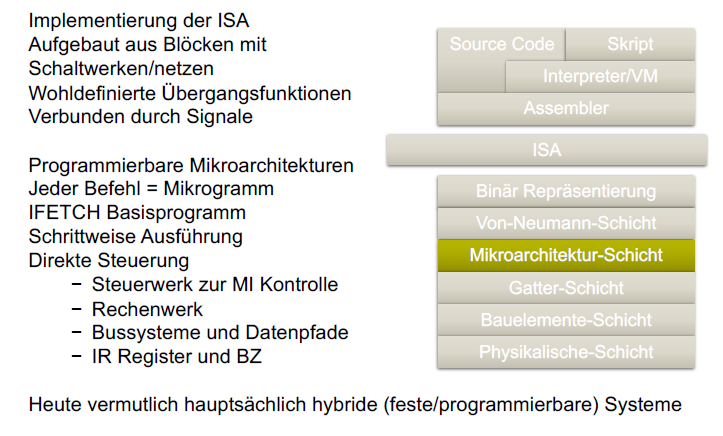 Implementierung der ISA
Aufgebaut aus Blöcken mit
Schaltwerken/netzen
Wohldefinierte Übergangsfunktionen
Verbunden durch Signale
Programmierbare Mikroarchitekturen
Jeder Befehl = Mikrogramm
IFETCH Basisprogramm
Schrittweise Ausführung
Direkte Steuerung
− Steuerwerk zur MI Kontrolle
− Rechenwerk
− Bussysteme und Datenpfade
− IR Register und BZ
Heute vermutlich hauptsächlich hybride (feste/programmierbare) Systeme
Source Code
Skript
Interpreter/VM
Assembler
ISA
Binär Repräsentierung
Von-Neumann-Schicht
Mikroarchitektur-Schicht
Gatter-Schicht
Bauelemente-Schicht
Physikalische-Schicht